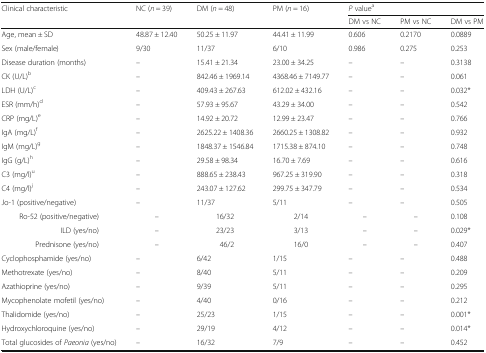 Clinical characteristic NC (n = 39) DM (n = 48) PM (n = 16) P value^a
DM vs NC PM vs NC DM vs PM
Age, mean ± SD 48.87 ± 12.40 50.25 ± 11.97 44.41 ± 11.99 0.606 0.2170 0.0889
Sex (male/female) 9/30 11/37 6/10 0.986 0.275 0.253
Disease duration (months) – 15.41 ± 21.34 23.00 ± 34.25 – – 0.3138
CK (U/L)^b – 842.46 ± 1969.14 4368.46 ± 7149.77 – – 0.061
LDH (U/L)^c – 409.43 ± 267.63 612.02 ± 432.16 – – 0.032*
ESR (mm/h)^d – 57.93 ± 95.67 43.29 ± 34.00 – – 0.542
CRP (mg/L)^e – 14.92 ± 20.72 12.99 ± 23.47 – – 0.766
IgA (mg/L)^f – 2625.22 ± 1408.36 2660.25 ± 1308.82 – – 0.932
IgM (mg/L)^g – 1848.37 ± 1546.84 1715.38 ± 874.10 – – 0.748
IgG (g/L)^h – 29.58 ± 98.34 16.70 ± 7.69 – – 0.616
C3 (mg/l) – 888.65 ± 238.43 967.25 ± 319.90 – – 0.318
C4 (mg/l) – 243.07 ± 127.62 299.75 ± 347.79 – – 0.534
Jo-1 (positive/negative) – 11/37 5/11 – – 0.505
Ro-52 (positive/negative) – 16/32 2/14 – – 0.108
ILD (yes/no) – 23/23 3/13 – – 0.029*
Prednisone (yes/no) – 46/2 16/0 – – 0.407
Cyclophosphamide (yes/no) – 6/42 1/15 – – 0.488
Methotrexate (yes/no) – 8/40 5/11 – – 0.209
Azathioprine (yes/no) – 9/39 5/11 – – 0.295
Mycophenolate mofetil (yes/no) – 4/40 0/16 – – 0.212
Thalidomide (yes/no) – 25/23 1/15 – – 0.001*
Hydroxychloroquine (yes/no) – 29/19 4/12 – – 0.014*
Total glucosides of Paeonia (yes/no) – 16/32 7/9 – – 0.452